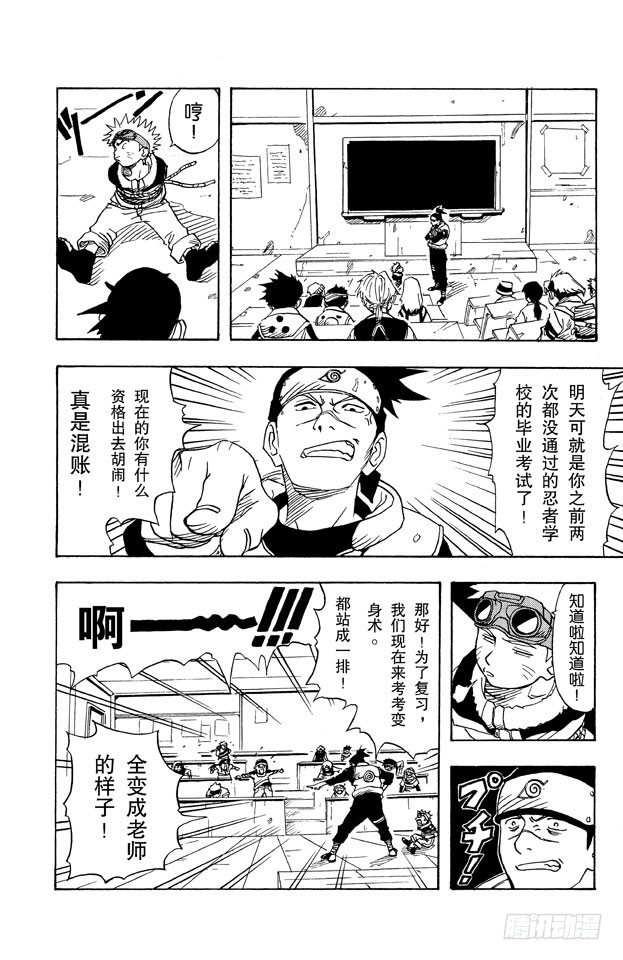 哼！
明天可就是你之前两
次都没通过的忍者学
校的毕业考试了！
现在的你有什么
资格出去胡闹！
真是混账！
知道啦知道啦！
プチ！
那好！为了复习，
我们现在来考考变
身术。
都站成一排！
啊——！！！
全变成老师
的样子！
腾讯动漫